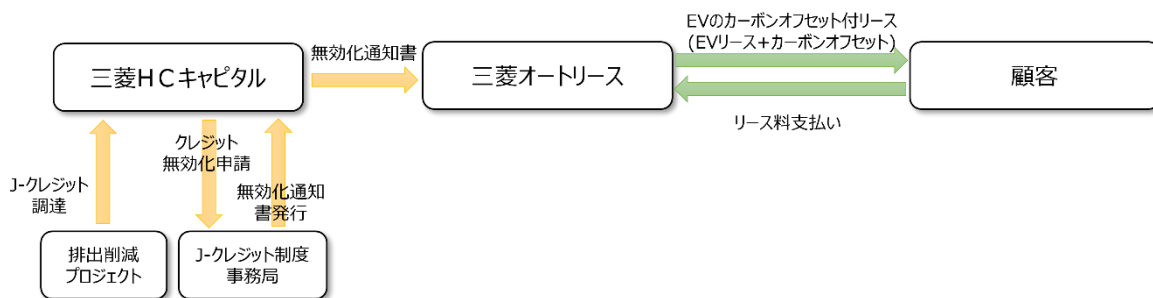 EVのカーボンオフセット付リース
(EVリース+カーボンオフセット)
無効化通知書
三菱HCキャピタル
三菱オートリース
顧客
リース料支払い
クレジット
無効化申請
J-クレジット
調達
無効化通知
書発行
排出削減
プロジェクト
J-クレジット制度
事務局